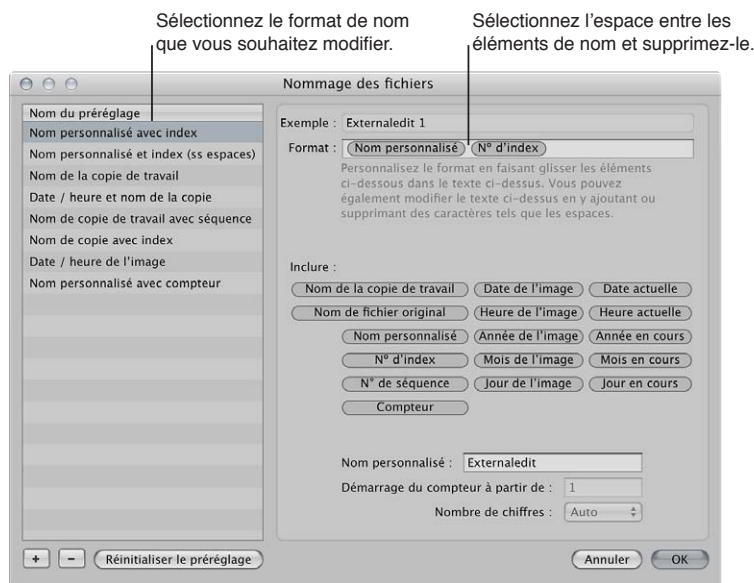 Sélectionnez le format de nom
que vous souhaitez modifier.
Sélectionnez l'espace entre les
éléments de nom et supprimez-le.
Nommage des fichiers
Nom du préréglage
Nom personnalisé avec index
Nom personnalisé et index (ss espaces)
Nom de la copie de travail
Date / heure et nom de la copie
Nom de copie de travail avec séquence
Nom de copie avec index
Date / heure de l'image
Nom personnalisé avec compteur
Exemple : Externaledit 1
Format : Nom personnalisé N° d'index
Personnalisez le format en faisant glisser les éléments
ci-dessous dans le texte ci-dessus. Vous pouvez
également modifier le texte ci-dessus en y ajoutant ou
supprimant des caractères tels que les espaces.
Inclure :
Nom de la copie de travail Date de l'image Date actuelle
Nom de fichier original Heure de l'image Heure actuelle
Nom personnalisé Année de l'image Année en cours
N° d'index Mois de l'image Mois en cours
N° de séquence Jour de l'image Jour en cours
Compteur
Nom personnalisé : Externaledit
Démarrage du compteur à partir de : 1
Nombre de chiffres : Auto
+ - Réinitialiser le préréglage Annuler OK